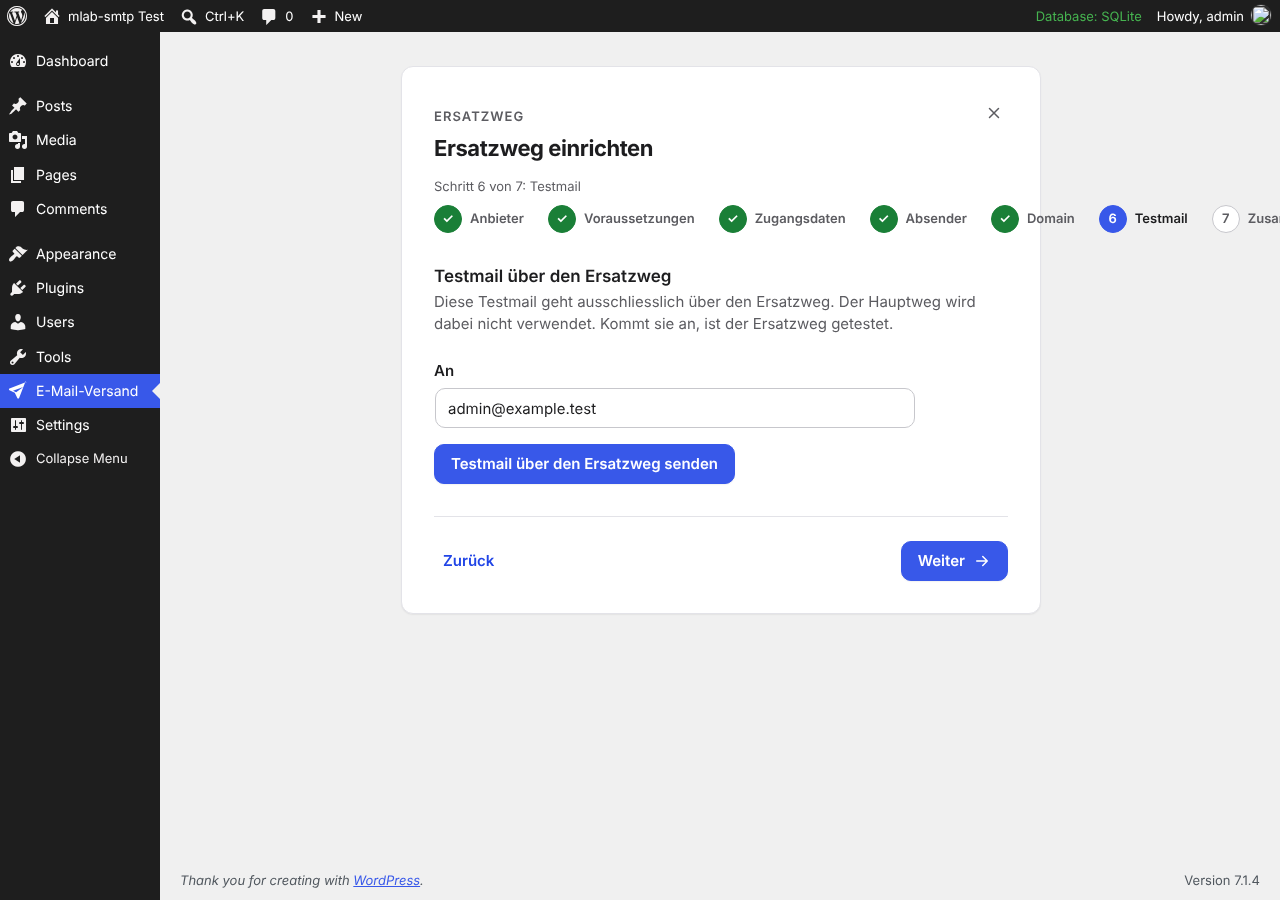 mlab-smtp Test Ctrl+K 0 New Database: SQLite Howdy, admin
Dashboard
Posts
Media
Pages
Comments
Appearance
Plugins
Users
Tools
E-Mail-Versand
Settings
Collapse Menu
ERSATZWEG
Ersatzweg einrichten
Schritt 6 von 7: Testmail
Anbieter Voraussetzungen Zugangsdaten Absender Domain 6 Testmail 7
Testmail über den Ersatzweg
Diese Testmail geht ausschliesslich über den Ersatzweg. Der Hauptweg wird
dabei nicht verwendet. Kommt sie an, ist der Ersatzweg getestet.
An
admin@example.test
Testmail über den Ersatzweg senden
Zurück Weiter
Thank you for creating with WordPress. Version 7.1.4